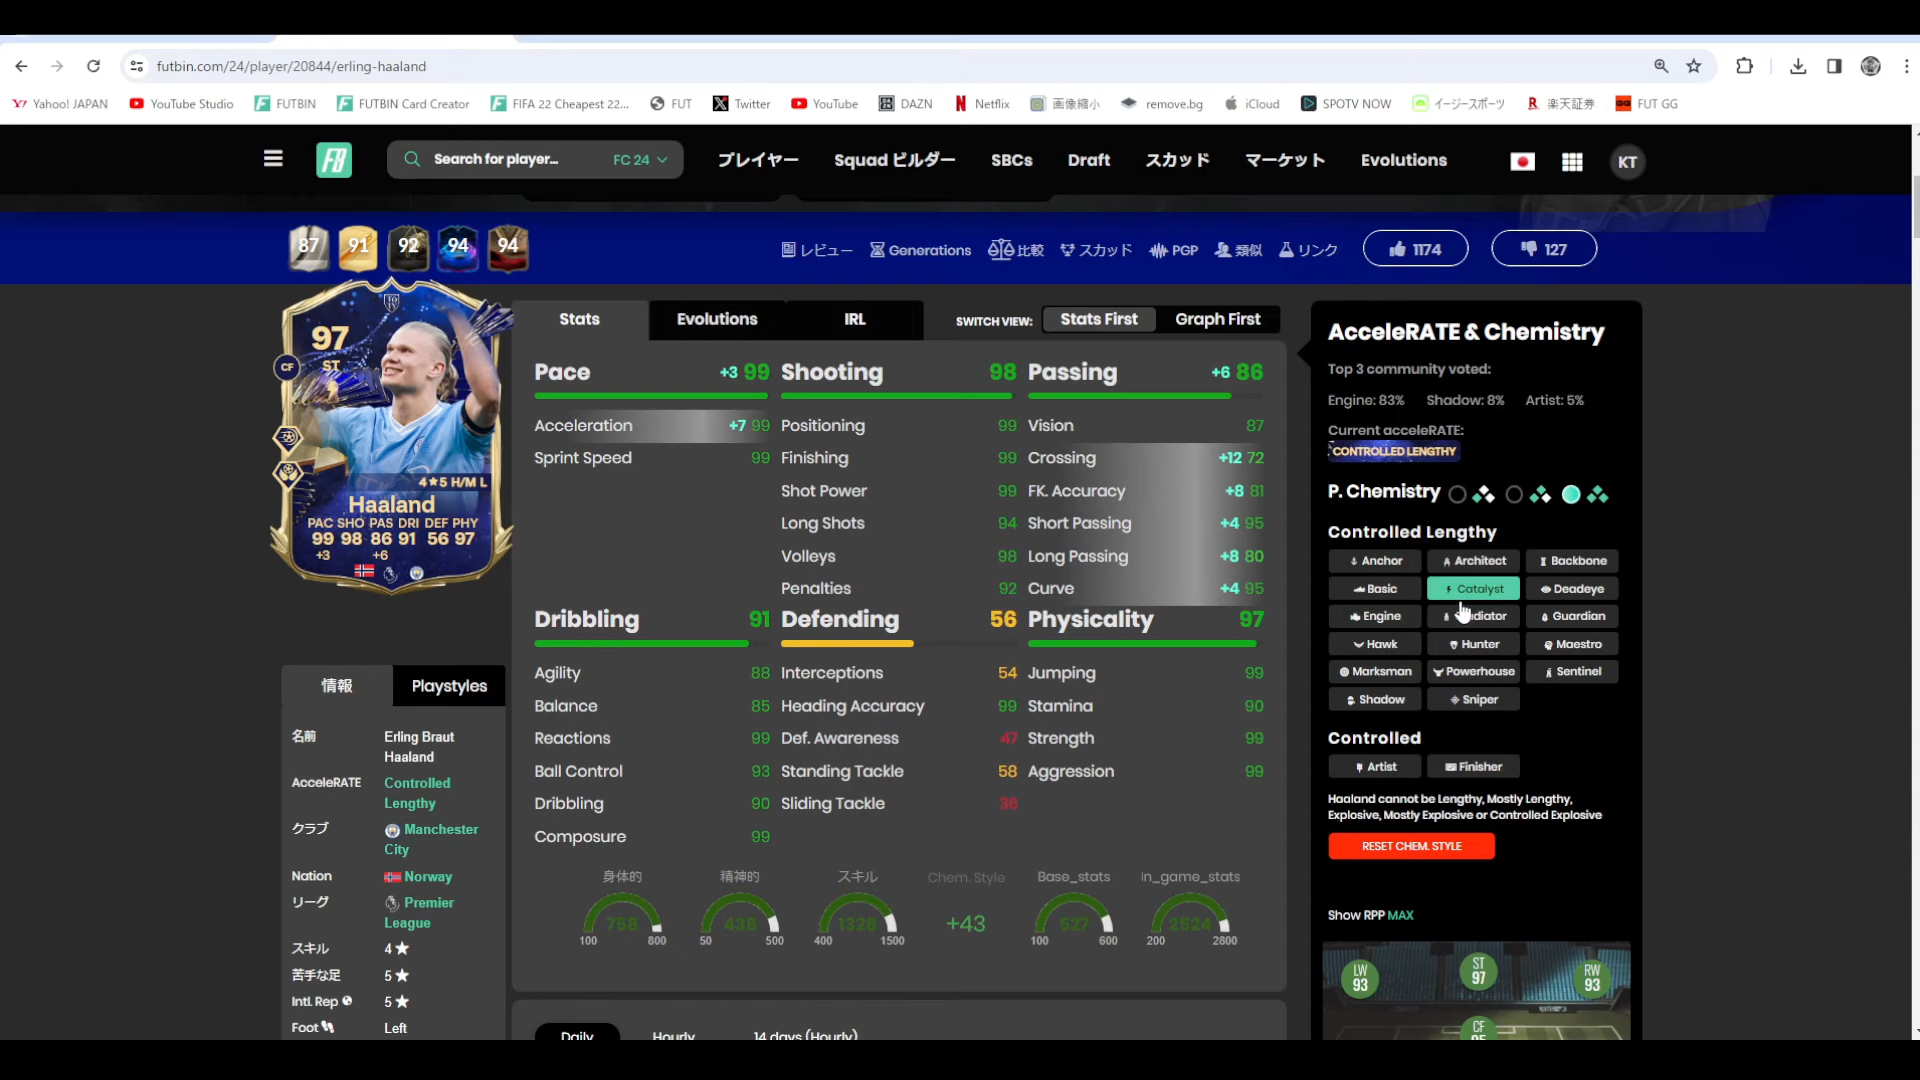 futbin.com/24/player/20844/erling-haaland
Yahoo! JAPAN YouTube Studio FUTBIN FUTBIN Card Creator FIFA 22 Cheapest 22... FUT Twitter YouTube DAZN Netflix 画像縮小 remove.bg iCloud SPOTV NOW イージースポーツ 楽天証券 FUT GG
Search for player... FC 24 プレイヤー Squad ビルダー SBCs Draft スカッド マーケット Evolutions KT
87 91 92 94 94 レビュー Generations 比較 スカッド PGP 類似 リンク 1174 127
97
ST
CF
4★5 H/M L
Haaland
PAC SHO PAS DRI DEF PHY
99 98 86 91 56 97
+3 +6
Stats Evolutions IRL SWITCH VIEW: Stats First Graph First
Pace +3 99
Acceleration +7 99
Sprint Speed 99
Shooting 98
Positioning 99
Finishing 99
Shot Power 99
Long Shots 94
Volleys 98
Penalties 92
Passing +6 86
Vision 87
Crossing +12 72
FK. Accuracy +8 81
Short Passing +4 95
Long Passing +8 80
Curve +4 95
Dribbling 91
Agility 88
Balance 85
Reactions 99
Ball Control 93
Dribbling 90
Composure 99
Defending 56
Interceptions 54
Heading Accuracy 99
Def. Awareness 47
Standing Tackle 58
Sliding Tackle 36
Physicality 97
Jumping 99
Stamina 90
Strength 99
Aggression 99
身体的 精神的 スキル Chem. Style Base_stats In_game_stats
758 438 1328 +43 527 2524
100 800 50 500 400 1500 100 600 200 2800
Daily Hourly 14 days (Hourly)
情報 Playstyles
名前 Erling Braut
Haaland
AcceleRATE Controlled
Lengthy
クラブ Manchester
City
Nation Norway
リーグ Premier
League
スキル 4★
苦手な足 5★
Intl. Rep 5★
Foot Left
AcceleRATE & Chemistry
Top 3 community voted:
Engine: 83% Shadow: 8% Artist: 5%
Current acceleRATE:
CONTROLLED LENGTHY
P. Chemistry
Controlled Lengthy
Anchor Architect Backbone
Basic Catalyst Deadeye
Engine Guardian
Hawk Hunter Maestro
Marksman Powerhouse Sentinel
Shadow Sniper
Controlled
Artist Finisher
Haaland cannot be Lengthy, Mostly Lengthy,
Explosive, Mostly Explosive or Controlled Explosive
RESET CHEM. STYLE
Show RPP MAX
LW
93
ST
97
RW
93
CF